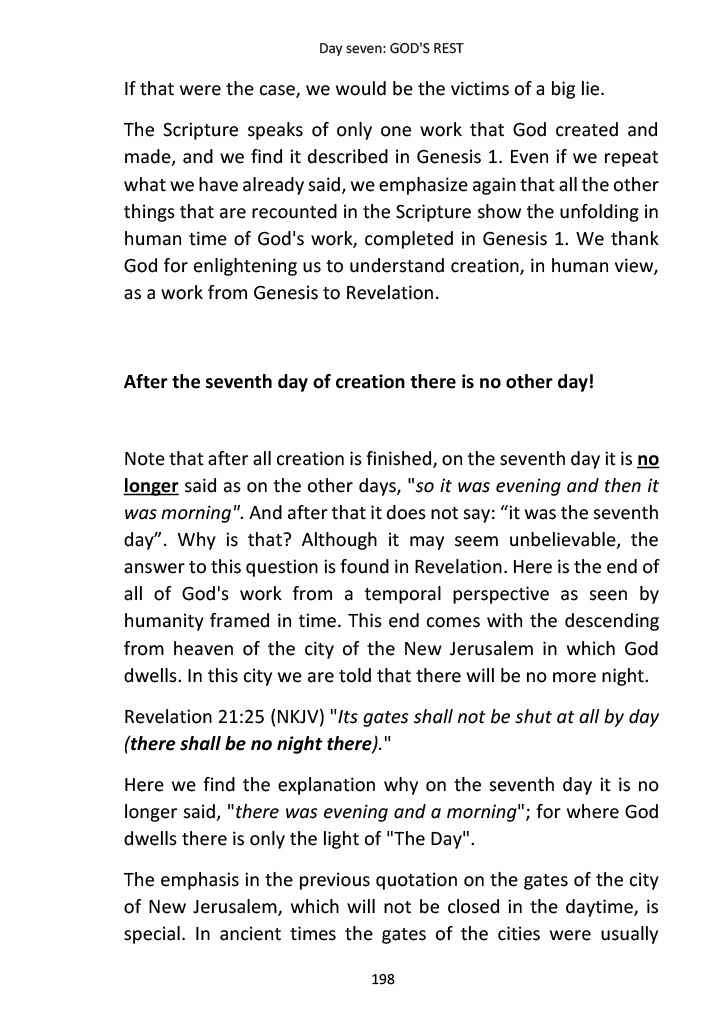 Day seven: GOD'S REST
If that were the case, we would be the victims of a big lie.
The Scripture speaks of only one work that God created and
made, and we find it described in Genesis 1. Even if we repeat
what we have already said, we emphasize again that all the other
things that are recounted in the Scripture show the unfolding in
human time of God's work, completed in Genesis 1. We thank
God for enlightening us to understand creation, in human view,
as a work from Genesis to Revelation.
After the seventh day of creation there is no other day!
Note that after all creation is finished, on the seventh day it is no
longer said as on the other days, "so it was evening and then it
was morning". And after that it does not say: “it was the seventh
day”. Why is that? Although it may seem unbelievable, the
answer to this question is found in Revelation. Here is the end of
all of God's work from a temporal perspective as seen by
humanity framed in time. This end comes with the descending
from heaven of the city of the New Jerusalem in which God
dwells. In this city we are told that there will be no more night.
Revelation 21:25 (NKJV) "Its gates shall not be shut at all by day
(there shall be no night there)."
Here we find the explanation why on the seventh day it is no
longer said, "there was evening and a morning"; for where God
dwells there is only the light of "The Day".
The emphasis in the previous quotation on the gates of the city
of New Jerusalem, which will not be closed in the daytime, is
special. In ancient times the gates of the cities were usually
198